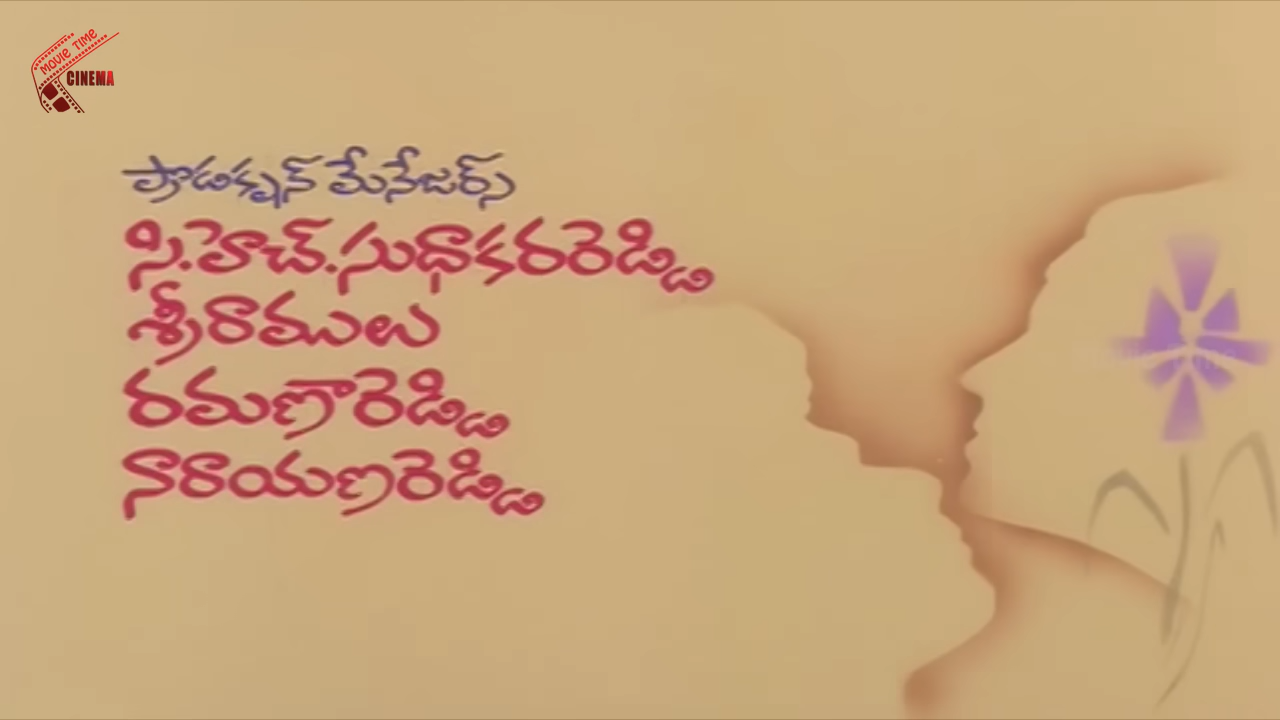 MOVIE TIME
CINEMA
ప్రొడక్షన్ మేనేజర్స్
సి.హెచ్.సుధాకరరెడ్డి
శ్రీరాములు
రమణారెడ్డి
నారాయణరెడ్డి